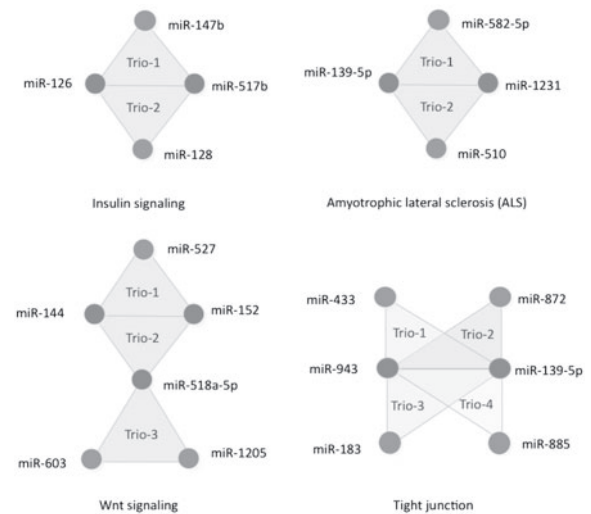 miR-147b
Trio-1
miR-126
miR-517b
Trio-2
miR-128
Insulin signaling
miR-582-5p
Trio-1
miR-139-5p
miR-1231
Trio-2
miR-510
Amyotrophic lateral sclerosis (ALS)
miR-527
Trio-1
miR-144
miR-152
Trio-2
miR-518a-5p
Trio-3
miR-603
miR-1205
Wnt signaling
miR-433
miR-872
Trio-1
Trio-2
miR-943
miR-139-5p
Trio-3
Trio-4
miR-183
miR-885
Tight junction